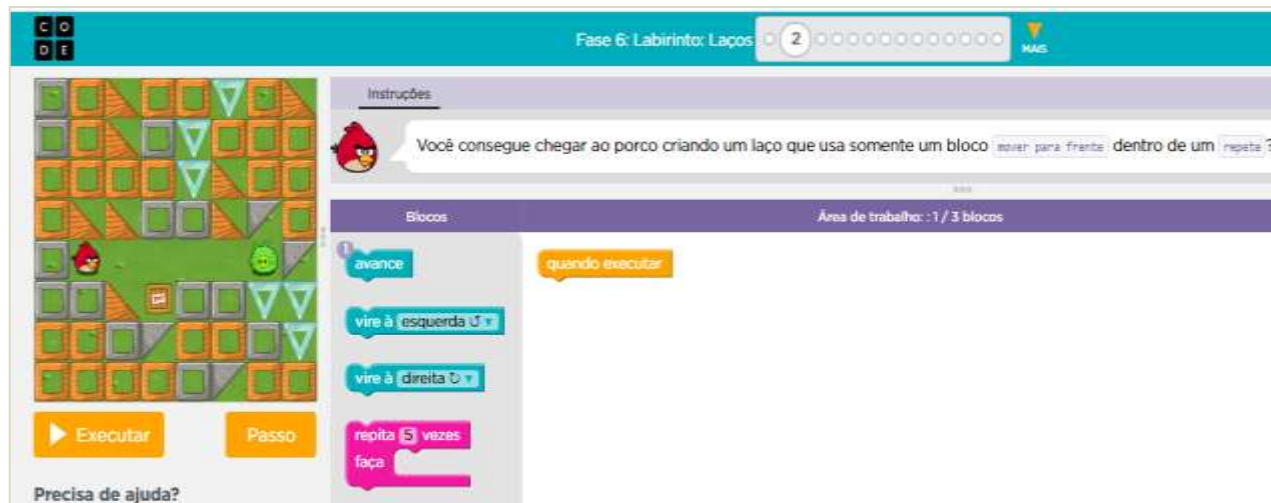 C O
D E
Fase 6: Labirinto: Laços
2
MAIS
Instruções
Você consegue chegar ao porco criando um laço que usa somente um bloco mover para frente dentro de um repete ?
Blocos
Área de trabalho: : 1 / 3 blocos
1
avance
quando executar
vire à esquerda ↺ ▼
vire à direita ↻ ▼
repita 5 vezes
faça
Executar
Passo
Precisa de ajuda?